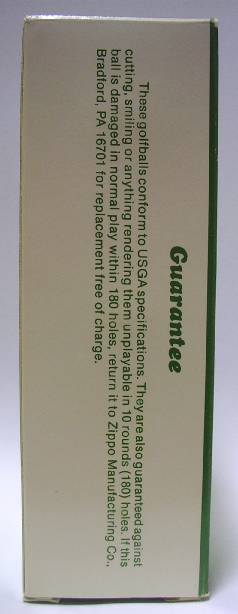 Guarantee
These golfballs conform to USGA specifications. They are also guaranteed against
cutting, smiling or anything rendering them unplayable in 10 rounds (180) holes. If this
ball is damaged in normal play within 180 holes, return it to Zippo Manufacturing Co.,
Bradford, PA 16701 for replacement free of charge.